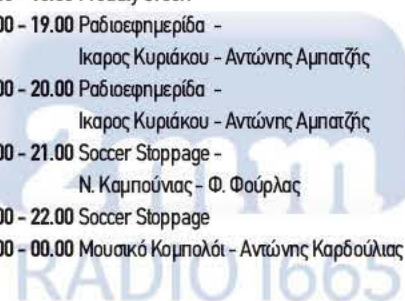 00 – 19.00 Ραδιοεφημερίδα –
Ικαρος Κυριάκου - Αντώνης Αμπατζής
00 – 20.00 Ραδιοεφημερίδα –
Ικαρος Κυριάκου - Αντώνης Αμπατζής
00 – 21.00 Soccer Stoppage –
Ν. Καμπούνιας - Φ. Φούρλας
00 – 22.00 Soccer Stoppage
00 – 00.00 Μουσικό Κομπολόι - Αντώνης Καρδούλιας
2mm
RADIO 1665